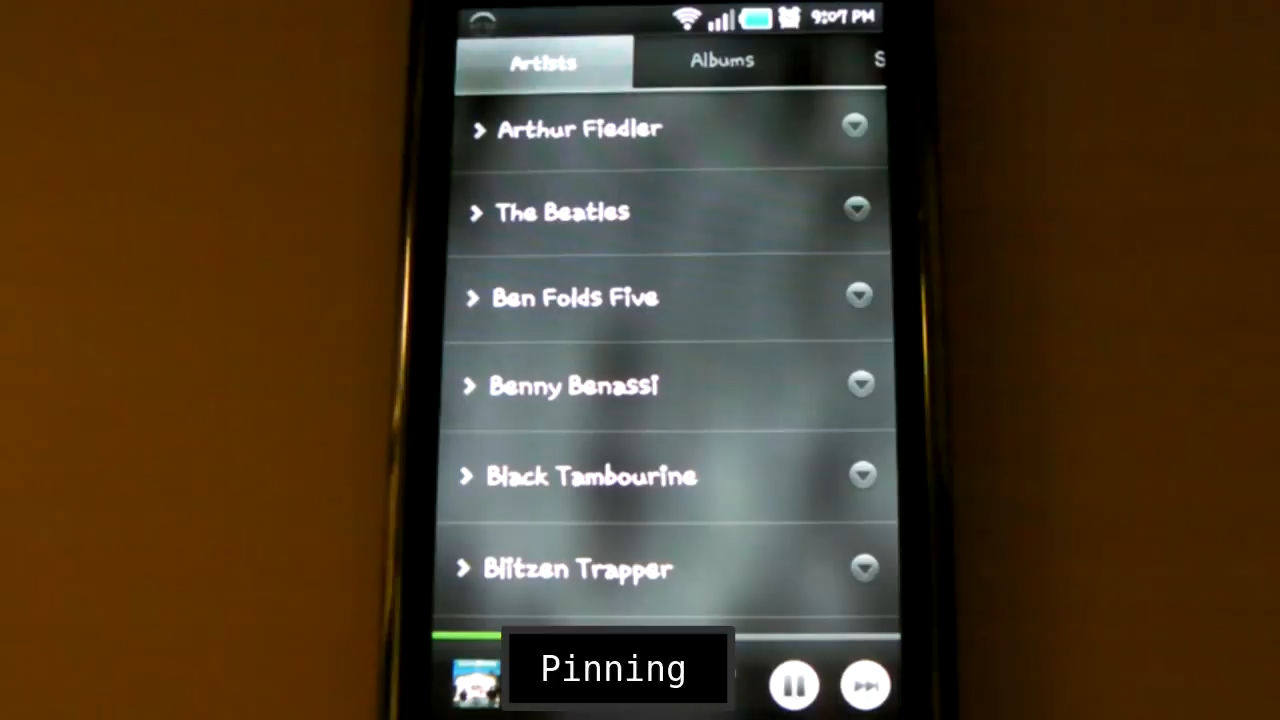 9:07 PM
Artists Albums S
Arthur Fiedler
The Beatles
Ben Folds Five
Benny Benassi
Black Tambourine
Blitzen Trapper
Pinning